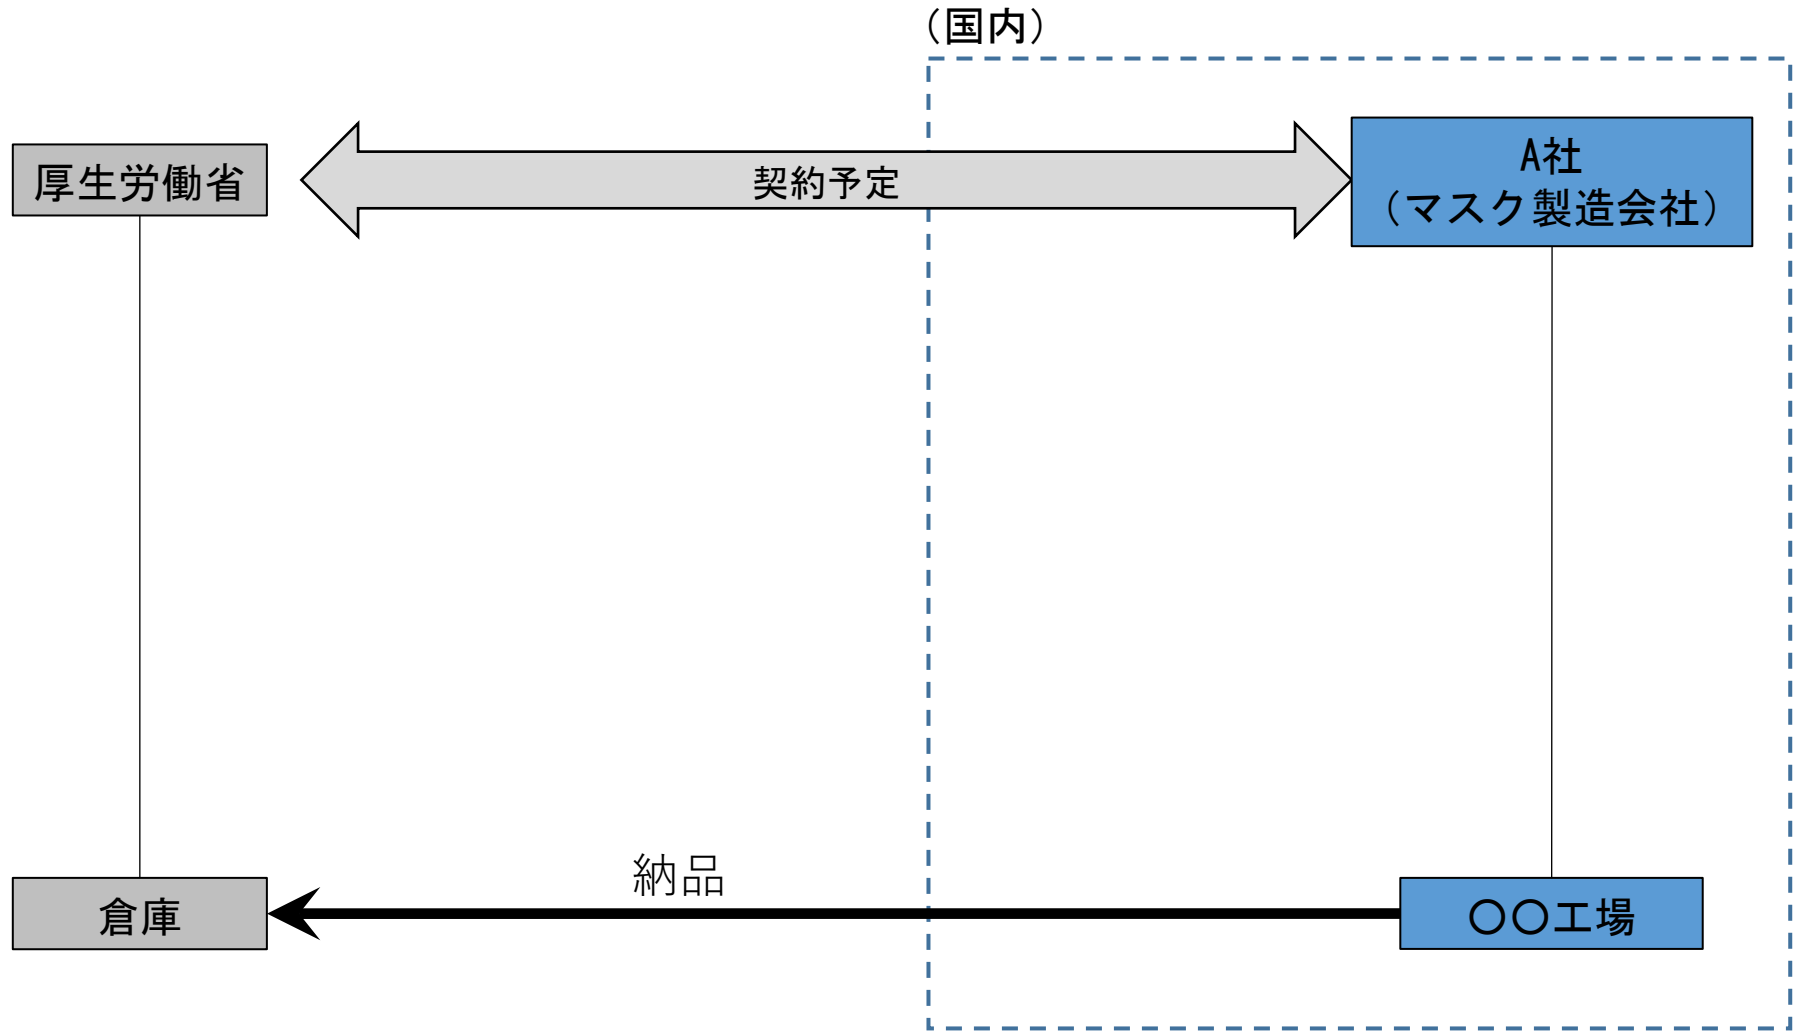 （国内）
厚生労働省
契約予定
A社
（マスク製造会社）
納品
倉庫
〇〇工場